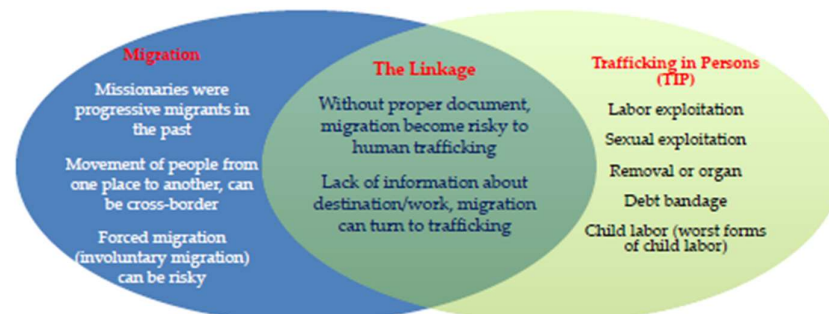 Migration
Missionaries were
progressive migrants in
the past
Movement of people from
one place to another, can
be cross-border
Forced migration
(involuntary migration)
can be risky
The Linkage
Without proper document,
migration become risky to
human trafficking
Lack of information about
destination/work, migration
can turn to trafficking
Trafficking in Persons
(TIP)
Labor exploitation
Sexual exploitation
Removal or organ
Debt bandage
Child labor (worst forms
of child labor)